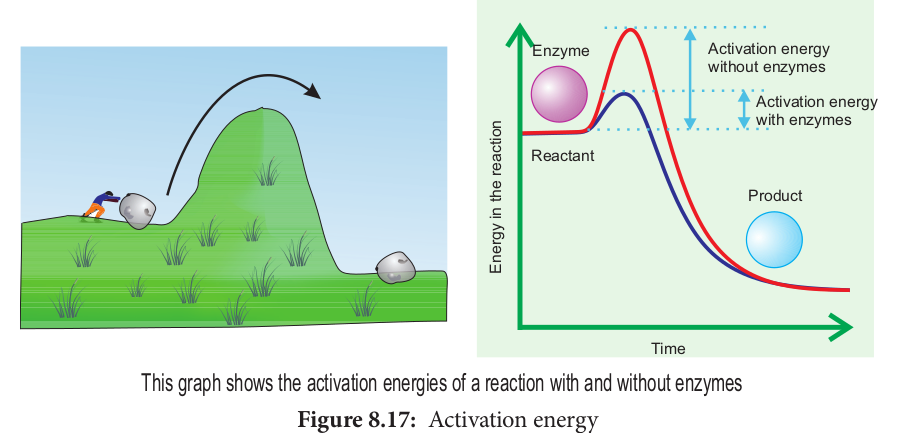 Enzyme
Activation energy
without enzymes
Activation energy
with enzymes
Reactant
Product
Energy in the reaction
Time
This graph shows the activation energies of a reaction with and without enzymes
Figure 8.17: Activation energy